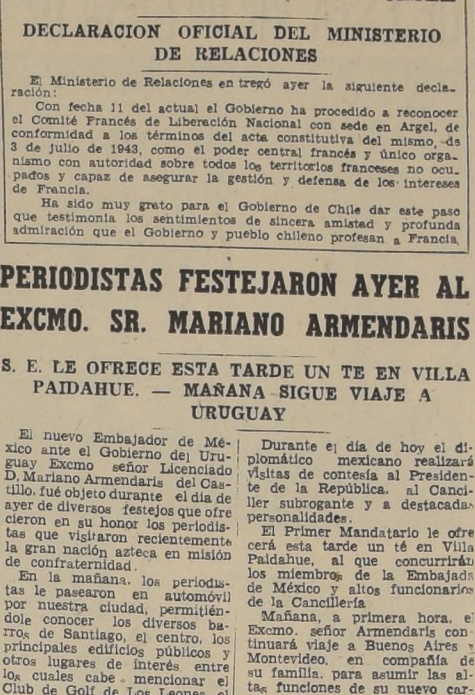 DECLARACION OFICIAL DEL MINISTERIO
DE RELACIONES
El Ministerio de Relaciones en tregó ayer la siguiente decla-
ración:
Con fecha 11 del actual el Gobierno ha procedido a reconocer
el Comité Francés de Liberación Nacional con sede en Argel, de
conformidad a los términos del acta constitutiva del mismo, de
3 de julio de 1943, como el poder central francés y único orga-
nismo con autoridad sobre todos los territorios franceses no ocu-
pados y capaz de asegurar la gestión y defensa de los intereses
de Francia.
Ha sido muy grato para el Gobierno de Chile dar este paso
que testimonia los sentimientos de sincera amistad y profunda
admiración que el Gobierno y pueblo chileno profesan a Francia.
PERIODISTAS FESTEJARON AYER AL
EXCMO. SR. MARIANO ARMENDARIS
S. E. LE OFRECE ESTA TARDE UN TE EN VILLA
PAIDAHUE. — MAÑANA SIGUE VIAJE A
URUGUAY
El nuevo Embajador de Mé-
xico ante el Gobierno del Uru-
guay Excmo señor Licenciado
D, Mariano Armendaris del Cas-
tillo, fué objeto durante el día de
ayer de diversos festejos que ofre
cieron en su honor los periodis-
tas que visitaron recientemente
la gran nación azteca en misión
de confraternidad.
En la mañana, los periodis-
tas le pasearon en automóvil
por nuestra ciudad, permitién-
dole conocer los diversos ba-
rros de Santiago, el centro, los
principales edificios públicos y
otros lugares de interés entre
los cuales cabe mencionar el
Club de Golf de Los Leones, el
Durante el día de hoy el di-
plomático mexicano realizará
visitas de contesía al Presiden-
te de la República, al Canci-
ller subrogante y a destacadas
personalidades.
El Primer Mandatario le ofre
cerá esta tarde un té en Villa
Paidahue, al que concurrirán
los miembros de la Embajada
de México y altos funcionarios
de la Cancillería
Mañana, a primera hora, el
Excmo. señor Armendaris con
tinuará viaje a Buenos Aires y
Montevideo, en compañía de
su familia, para asumir las al-
tas funciones de su nuevo car